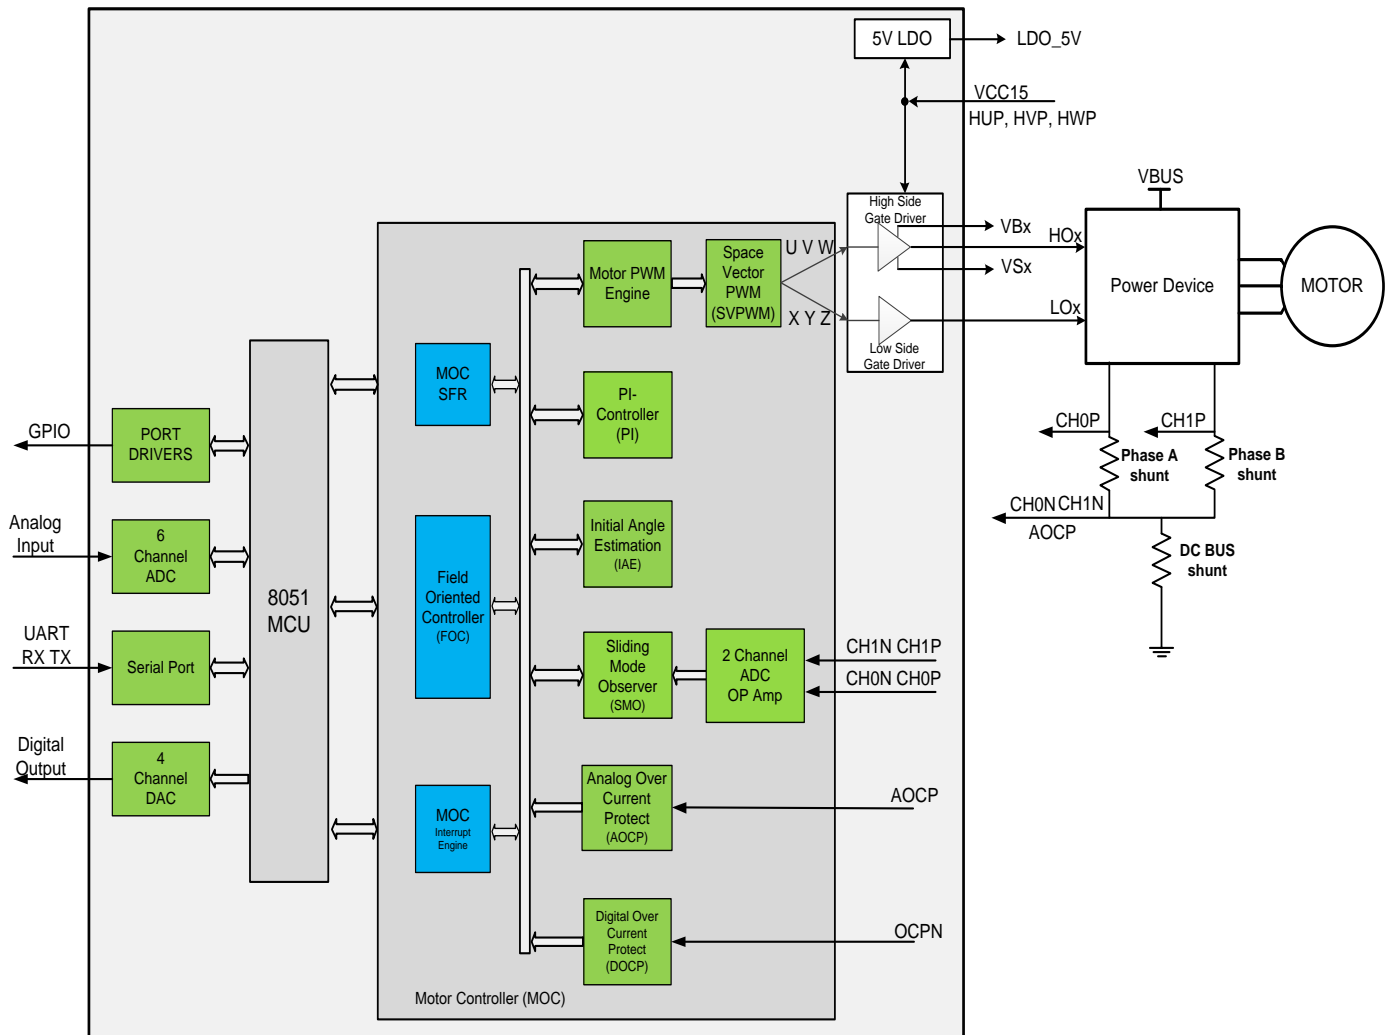 5V LDO
LDO_5V
VCC15
HUP, HVP, HWP
VBUS
High Side
Gate Driver
VBx
HOx
VSx
LOx
Low Side
Gate Driver
Power Device
MOTOR
U V W
X Y Z
Motor PWM
Engine
Space
Vector
PWM
(SVPWM)
MOC
SFR
PI-
Controller
(PI)
GPIO
PORT
DRIVERS
CH0P
CH1P
Phase A
shunt
Phase B
shunt
CH0N CH1N
AOCP
DC BUS
shunt
Analog
Input
6
Channel
ADC
8051
MCU
Field
Oriented
Controller
(FOC)
Initial Angle
Estimation
(IAE)
UART
RX TX
Serial Port
Sliding
Mode
Observer
(SMO)
2 Channel
ADC
OP Amp
CH1N CH1P
CH0N CH0P
Digital
Output
4
Channel
DAC
MOC
Interrupt
Engine
Analog Over
Current
Protect
(AOCP)
AOCP
Digital Over
Current
Protect
(DOCP)
OCPN
Motor Controller (MOC)